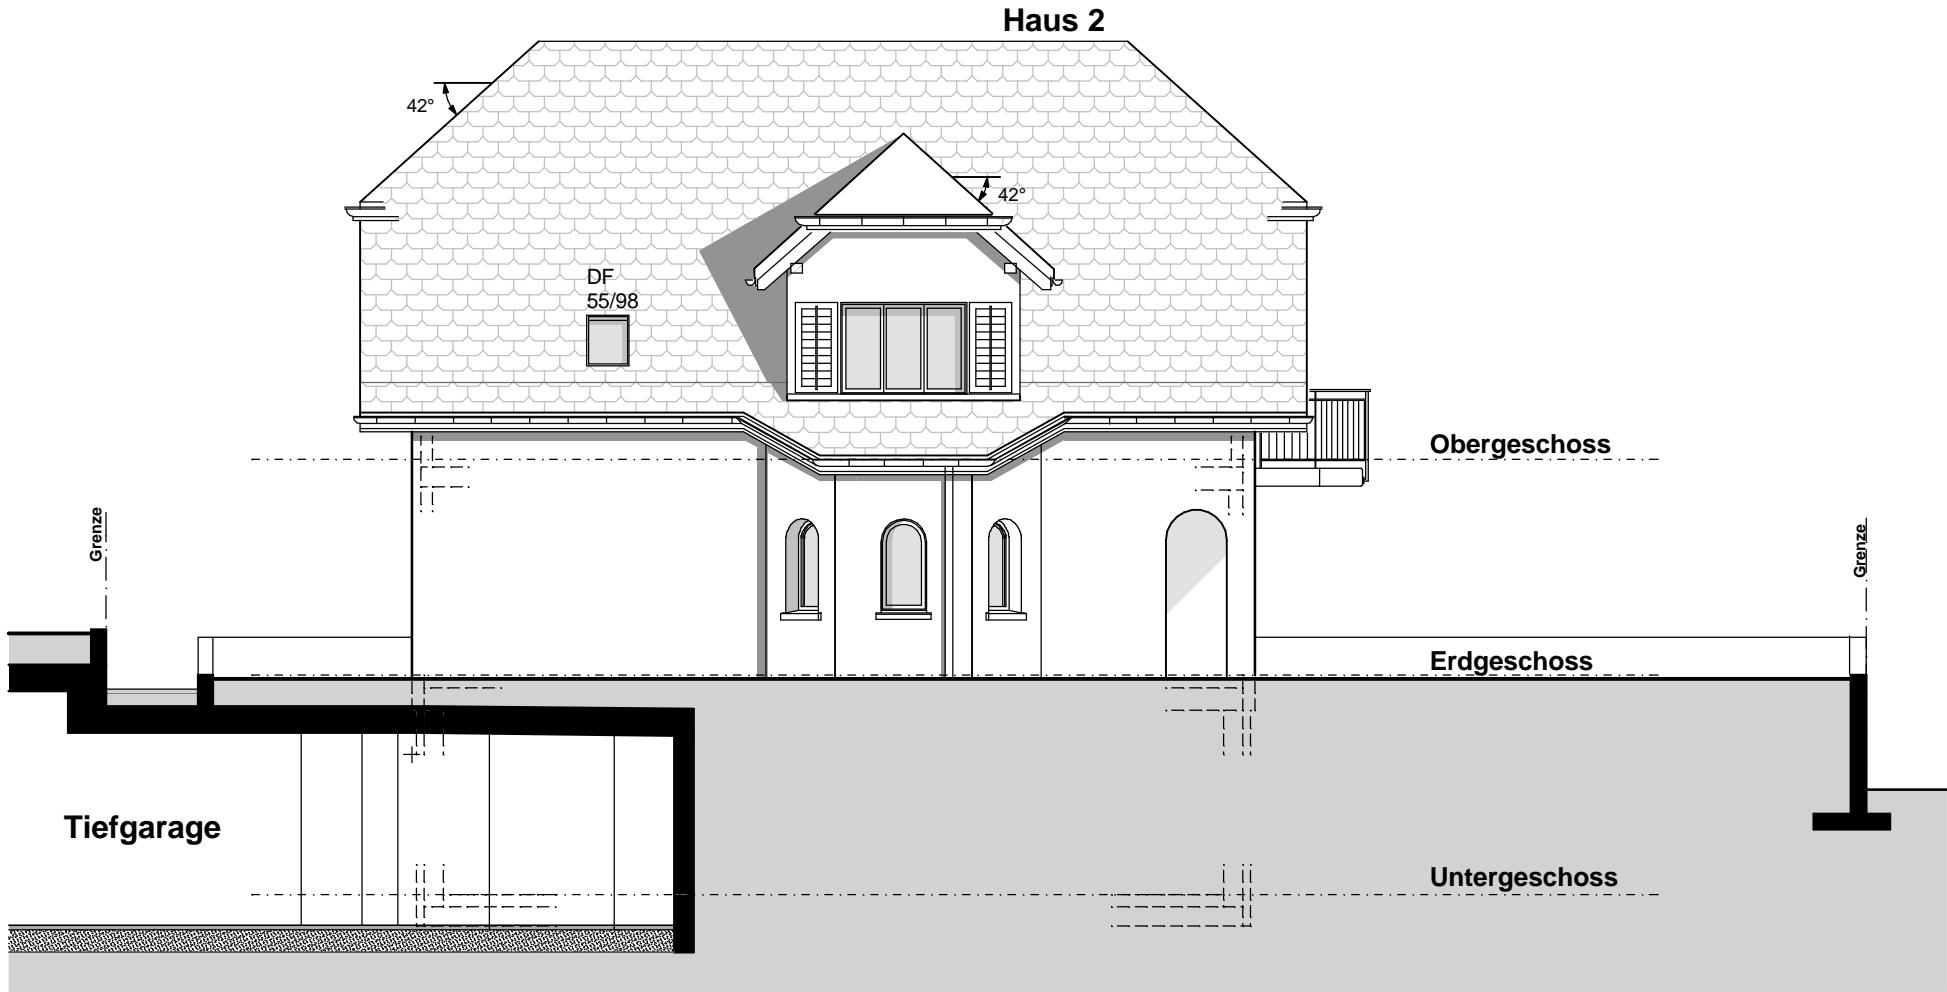 Haus 2
42°
42°
DF
55/98
Obergeschoss
Grenze
Grenze
Erdgeschoss
Tiefgarage
Untergeschoss